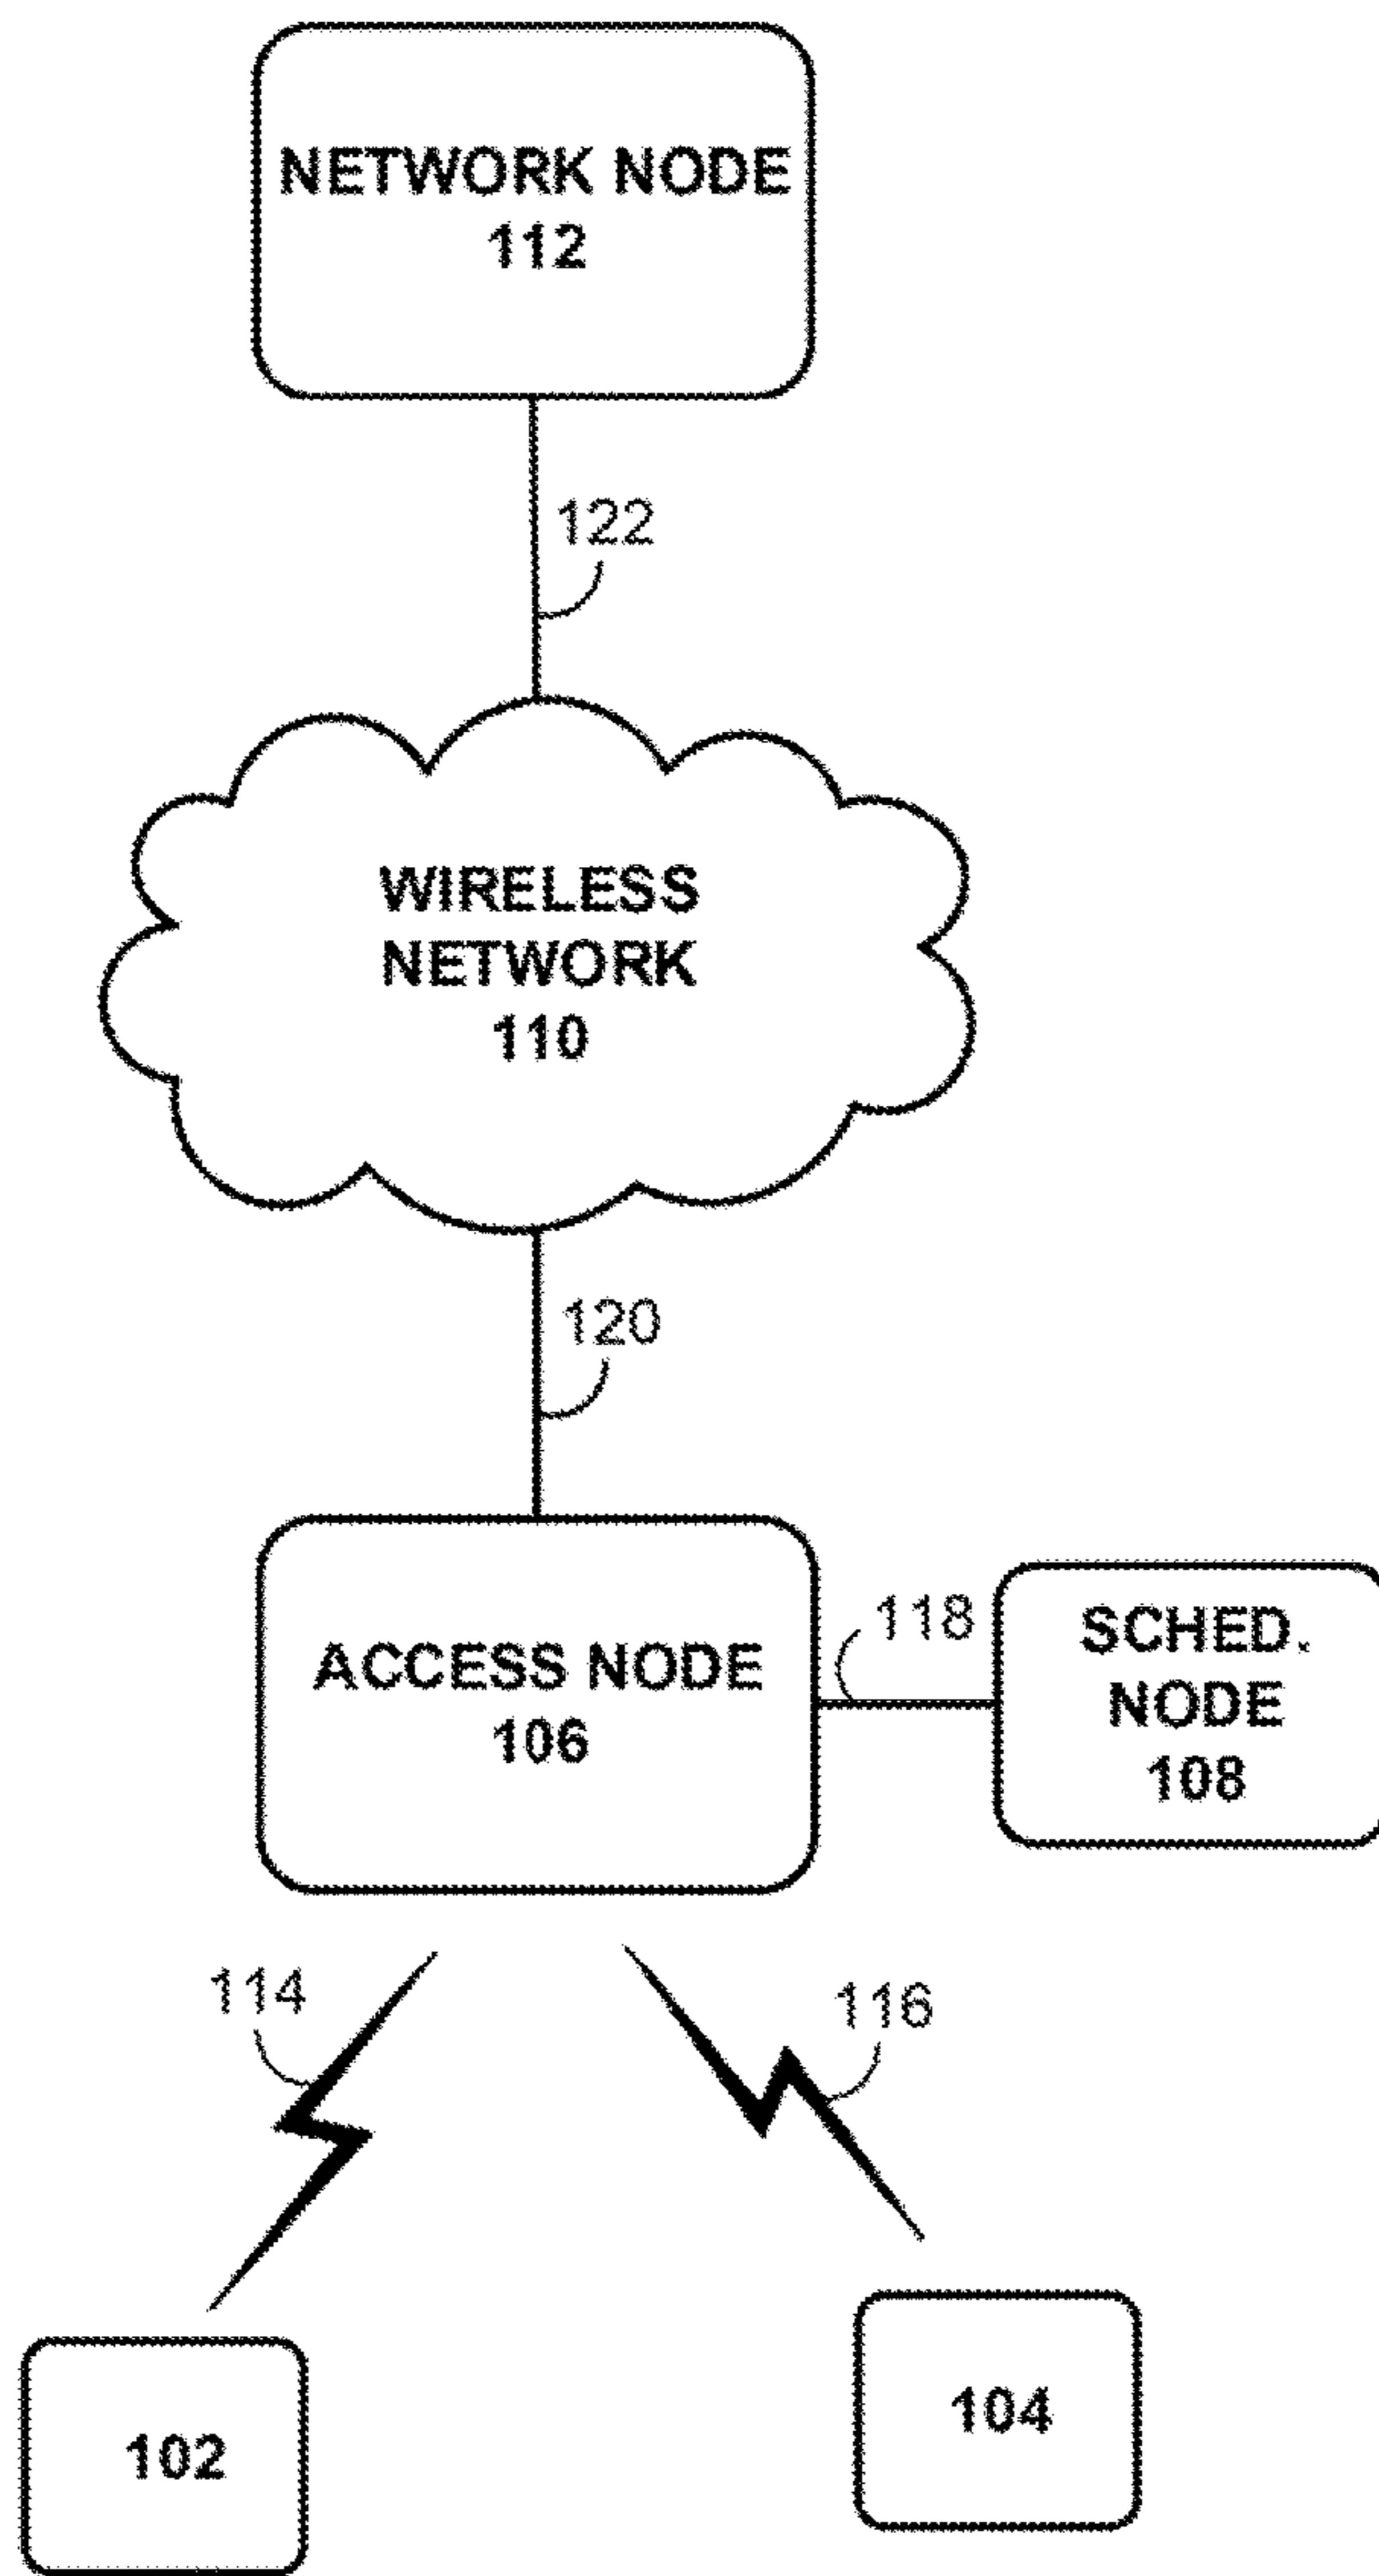 NETWORK NODE
112
122
WIRELESS
NETWORK
110
120
ACCESS NODE
106
118
SCHED.
NODE
108
114
116
102
104